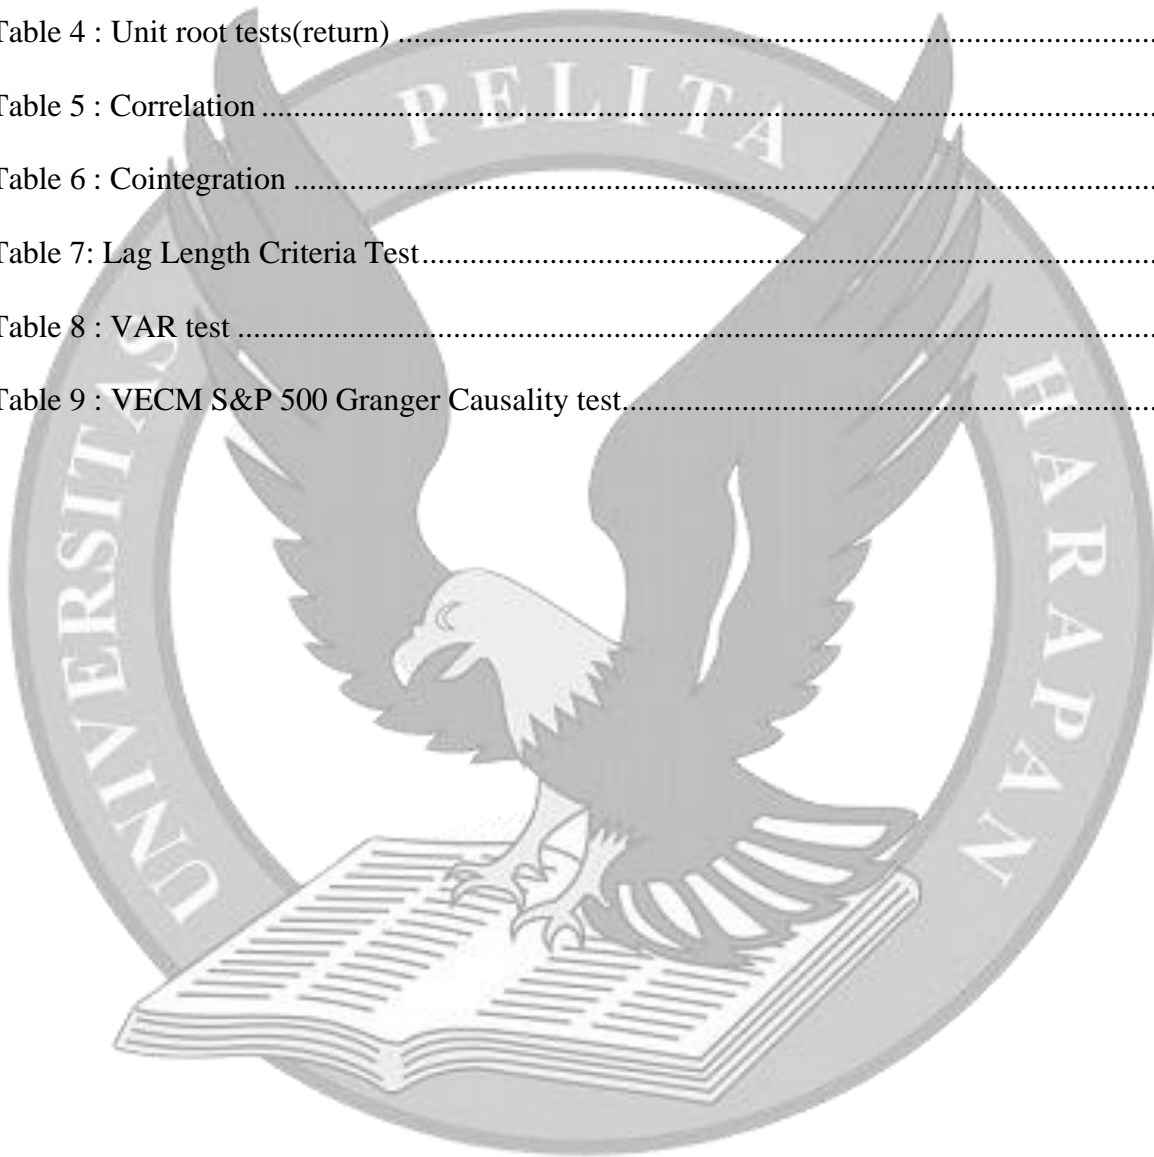 Table 4 : Unit root tests(return) ..........................................................................................
Table 5 : Correlation ..........................................................................................................
Table 6 : Cointegration ......................................................................................................
Table 7: Lag Length Criteria Test.......................................................................................
Table 8 : VAR test .............................................................................................................
Table 9 : VECM S&P 500 Granger Causality test..............................................................
UNIVERSITAS PELITA HARAPAN